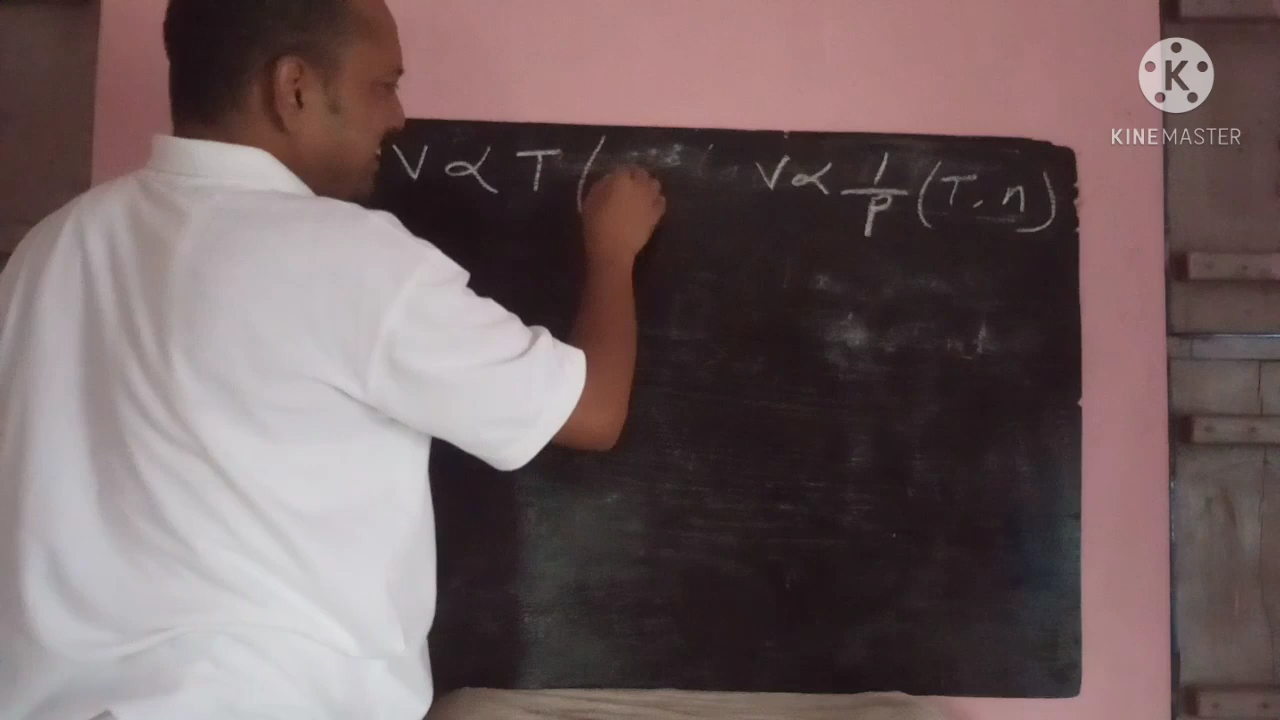 V ∝ T ( V ∝ 1/P (T, n)
K
KINEMASTER